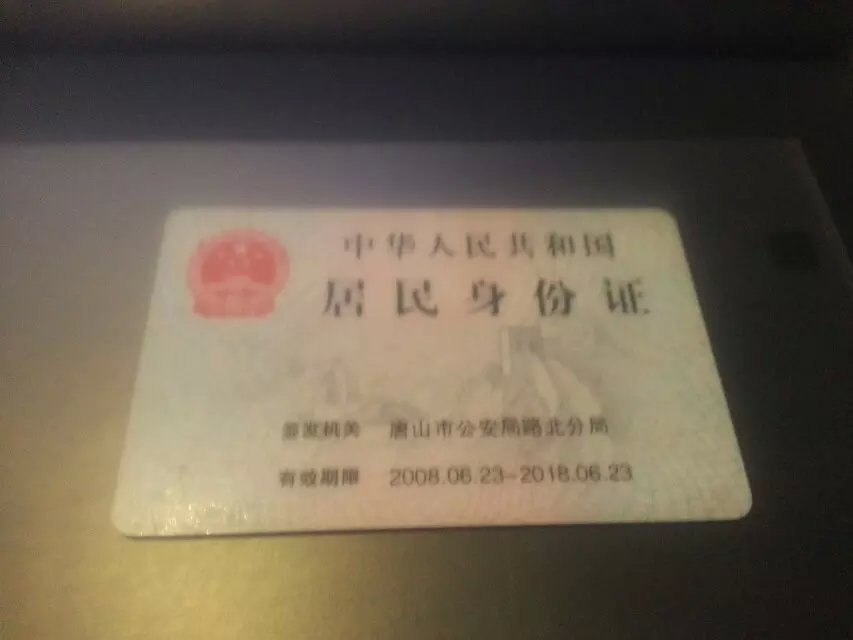 中华人民共和国
居民身份证
签发机关 唐山市公安局路北分局
有效期限 2008.06.23-2018.06.23